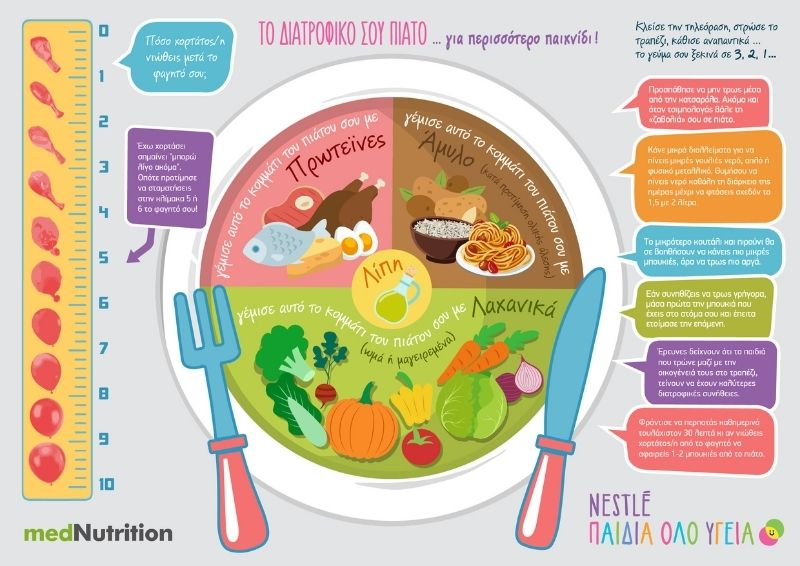 ΤΟ ΔΙΑΤΡΟΦΙΚΟ ΣΟΥ ΠΙΑΤΟ ... για περισσότερο παιχνίδι!
Κλείσε την τηλεόραση, στρώσε το
τραπέζι, κάθισε αναπαντικά ...
το γεύμα σου ξεκινά σε 3, 2, 1...
0
1
2
3
4
5
6
7
8
9
10
Πόσο χορτάτος/η
νιώθεις μετά το
φαγητό σου;
Έχω χορτάσει
σημαίνει "μπορώ
λίγο ακόμα".
Οπότε προτίμησε
να σταματήσεις
στην κλίμακα 5 ή
6 το φαγητό σου!
γέμισε αυτό το κομμάτι του πιάτου σου με
Πρωτεΐνες
γέμισε αυτό το κομμάτι του πιάτου σου με
Άμυλο
(κατά προτίμηση ολικής άλεσης)
Λίπη
γέμισε αυτό το κομμάτι του πιάτου σου με Λαχανικά
(ωμά ή μαγειρεμένα)
Προσπάθησε να μην τρως μέσα
από την κατσαρόλα. Ακόμα και
όταν τσιμπολογάς βάλε τη
«ζαβολιά» σου σε πιάτο.
Κάνε μικρά διαλλείματα για να
πίνεις μικρές γουλιές νερό, απλό ή
φυσικό μεταλλικό. Θυμήσου να
πίνεις νερό καθόλη τη διάρκεια της
ημέρας μέχρι να φτάσεις σχεδόν τα
1,5 με 2 λίτρα.
Το μικρότερο κουτάλι και πιρούνι θα
σε βοηθήσουν να κάνεις πιο μικρές
μπουκιές, άρα να τρως πιο αργά.
Εάν συνηθίζεις να τρως γρήγορα,
μάσα πρώτα την μπουκιά που
έχεις στο στόμα σου και έπειτα
ετοίμασε την επόμενη.
Έρευνες δείχνουν ότι τα παιδιά
που τρώνε μαζί με την
οικογένειά τους στο τραπέζι,
τείνουν να έχουν καλύτερες
διατροφικές συνήθειες.
Φρόντισε να περπατάς καθημερινά
τουλάχιστον 30 λεπτά κι αν νιώθεις
χορτάτος/η από το φαγητό να
αφαιρείς 1-2 μπουκιές από το πιάτο.
medNutrition
NESTLÉ
ΠΑΙΔΙΑ ΟΛΟ ΥΓΕΙΑ